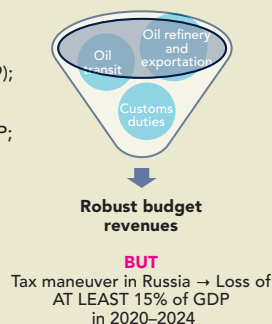 Oil refinery
and
exportation
Oil
transit
);
P;
Customs
duties
Robust budget
revenues
BUT
Tax maneuver in Russia → Loss of
AT LEAST 15% of GDP
in 2020–2024